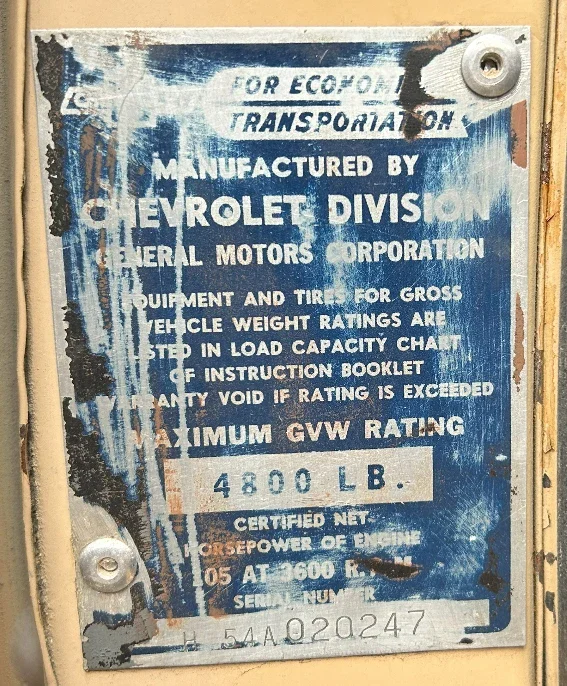 FOR ECONOMI
TRANSPORTATION
MANUFACTURED BY
CHEVROLET DIVISION
GENERAL MOTORS CORPORATION
EQUIPMENT AND TIRES FOR GROSS
VEHICLE WEIGHT RATINGS ARE
LISTED IN LOAD CAPACITY CHART
OF INSTRUCTION BOOKLET
WARRANTY VOID IF RATING IS EXCEEDED
MAXIMUM GVW RATING
4800 LB.
CERTIFIED NET
HORSEPOWER OF ENGINE
105 AT 3600 R.P.M
SERIAL NUMBER
H 54A020247